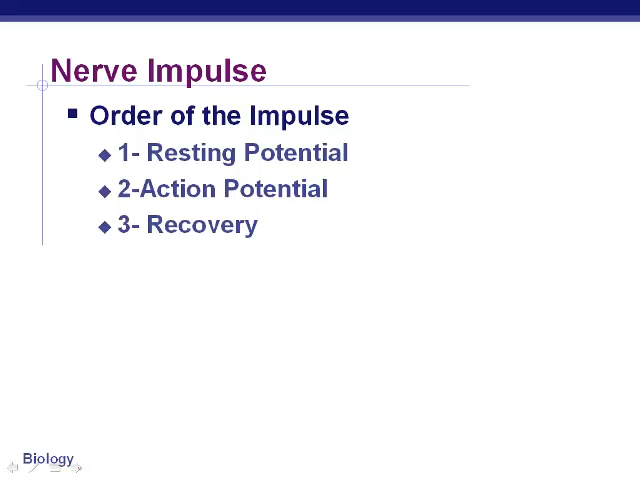 Nerve Impulse
Order of the Impulse
1- Resting Potential
2-Action Potential
3- Recovery
Biology